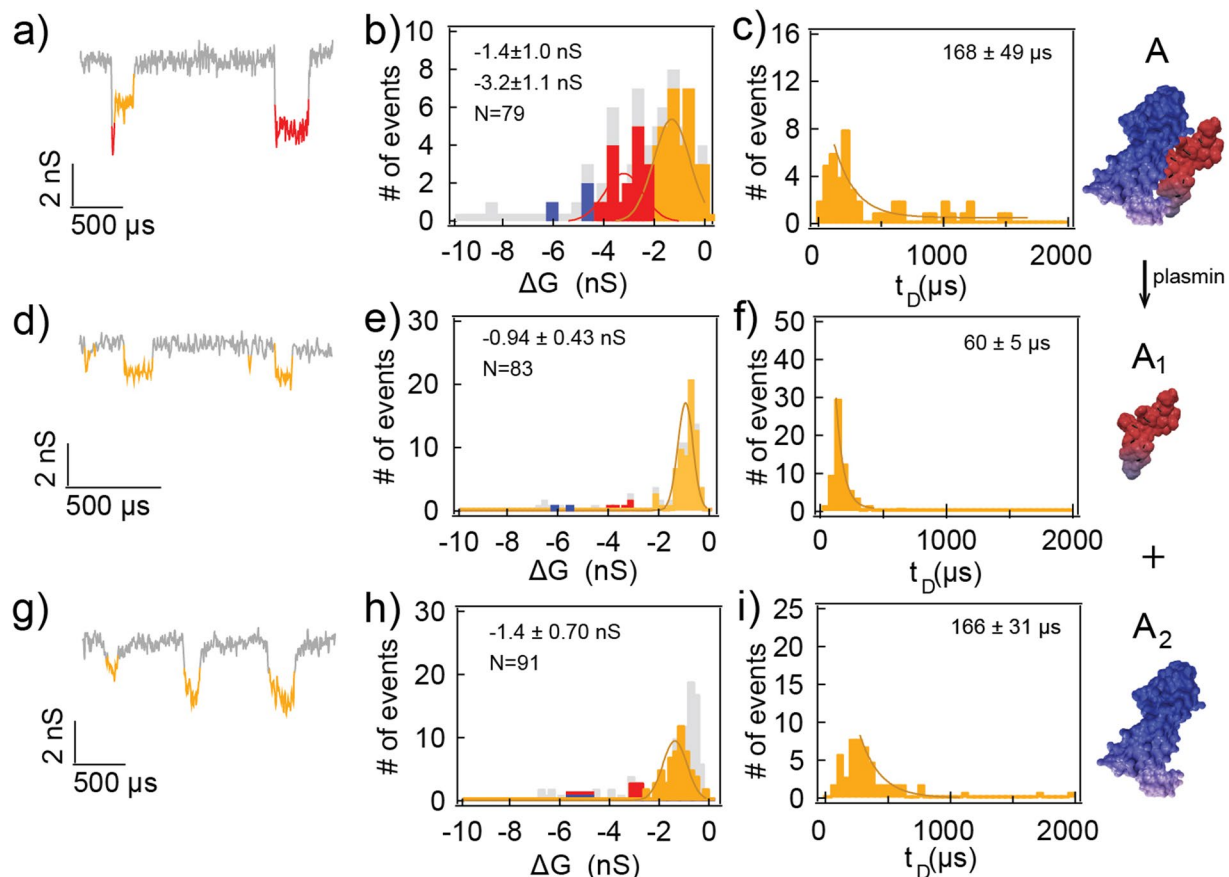 a)
2 nS
500 µs
b)
# of events
10
8
6
4
2
0
-1.4±1.0 nS
-3.2±1.1 nS
N=79
-10 -8 -6 -4 -2 0
ΔG (nS)
c)
# of events
16
12
8
4
0
168 ± 49 µs
0 1000 2000
tD(µs)
A
plasmin
d)
2 nS
500 µs
e)
# of events
30
20
10
0
-0.94 ± 0.43 nS
N=83
-10 -8 -6 -4 -2 0
ΔG (nS)
f)
# of events
50
40
30
20
10
0
60 ± 5 µs
0 1000 2000
tD(µs)
A1
+
g)
2 nS
500 µs
h)
# of events
30
20
10
0
-1.4 ± 0.70 nS
N=91
-10 -8 -6 -4 -2 0
ΔG (nS)
i)
# of events
25
20
15
10
5
0
166 ± 31 µs
0 1000 2000
tD(µs)
A2